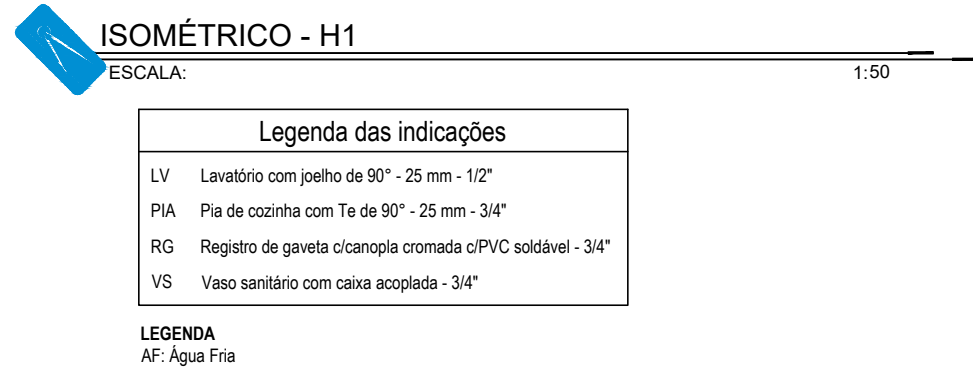 ISOMÉTRICO - H1
ESCALA: 1:50
Legenda das indicações
LV Lavatório com joelho de 90° - 25 mm - 1/2"
PIA Pia de cozinha com Te de 90° - 25 mm - 3/4"
RG Registro de gaveta c/canopla cromada c/PVC soldável - 3/4"
VS Vaso sanitário com caixa acoplada - 3/4"
LEGENDA
AF: Água Fria